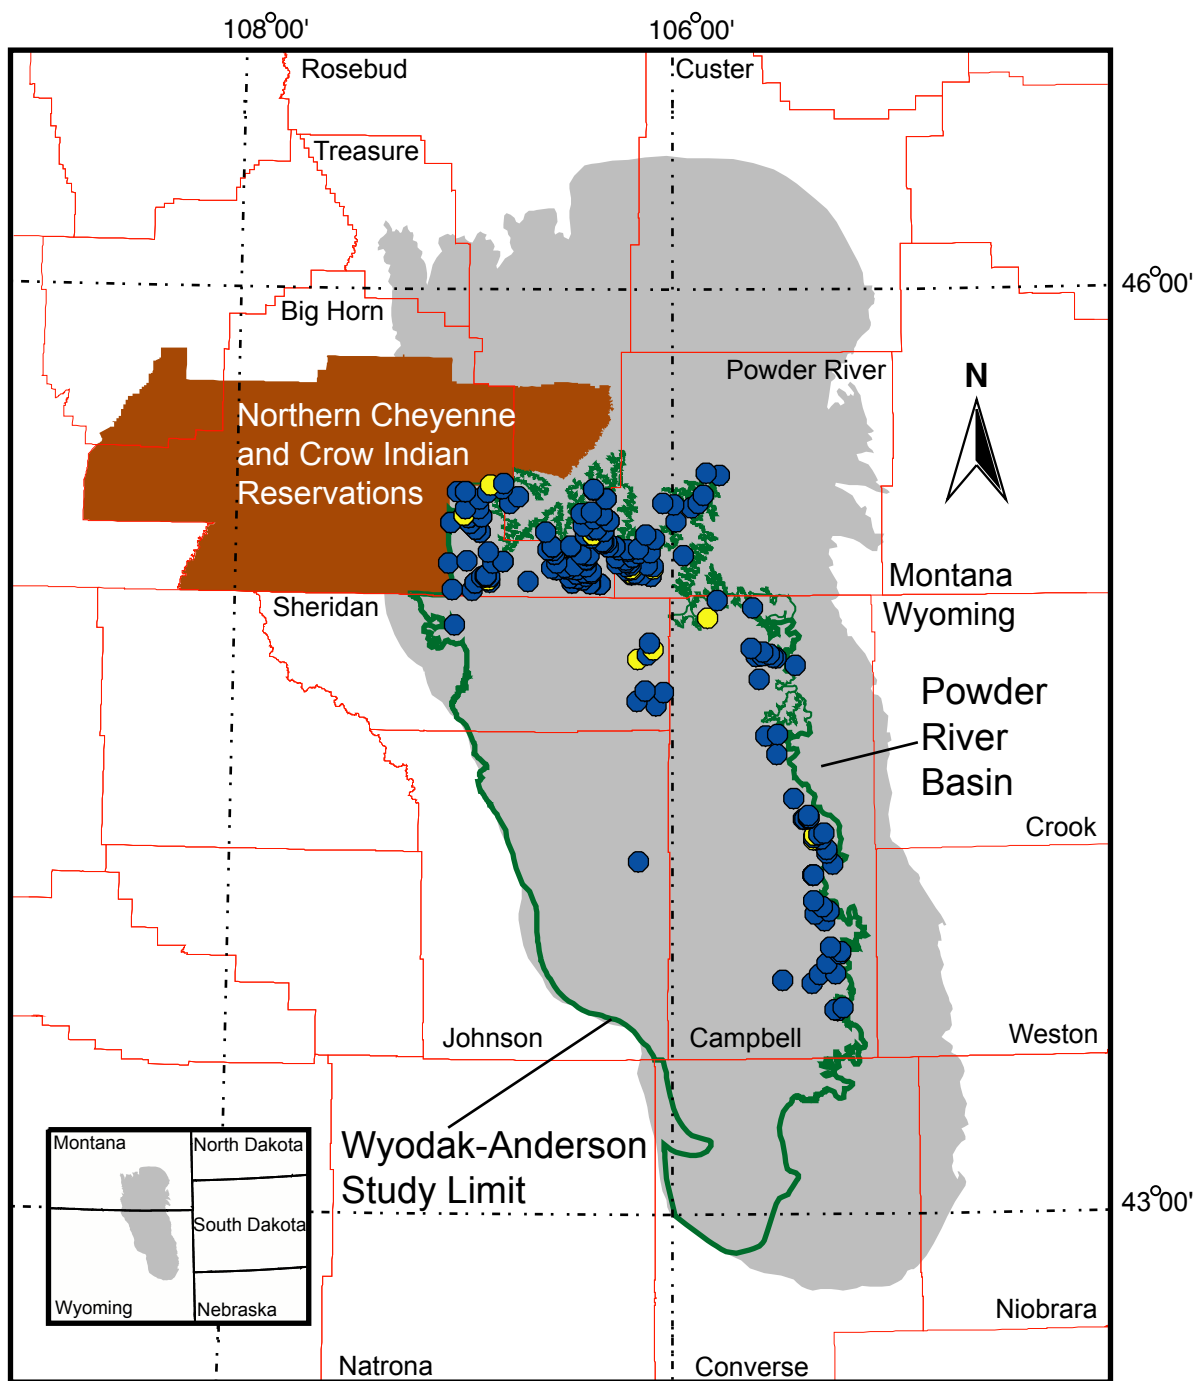 108°00'
106°00'
Rosebud
Custer
Treasure
46°00'
Big Horn
Powder River
N
Northern Cheyenne
and Crow Indian
Reservations
Montana
Sheridan
Wyoming
Powder
River
Basin
Crook
Johnson
Campbell
Weston
Wyodak-Anderson
Study Limit
Montana
North Dakota
South Dakota
Wyoming
Nebraska
43°00'
Niobrara
Natrona
Converse